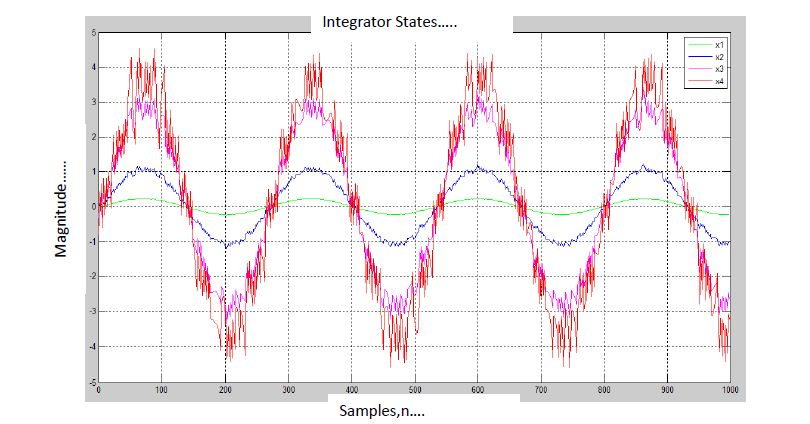 Integrator States.....
5
4
3
2
1
0
-1
-2
-3
-4
-5
x1
x2
x3
x4
Magnitude......
0 100 200 300 400 500 600 700 800 900 1000
Samples,n....